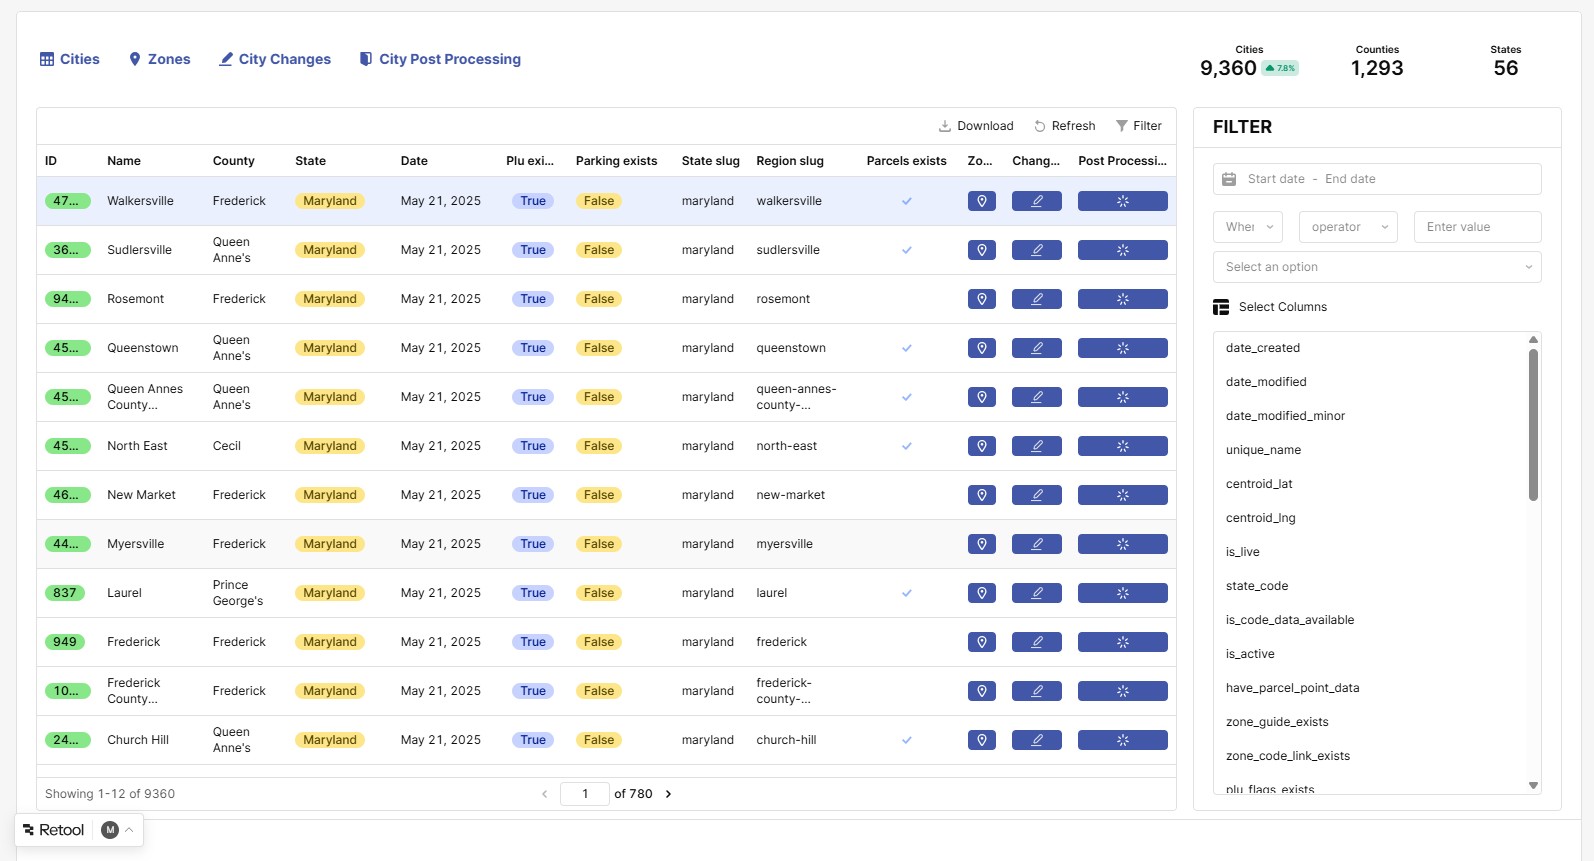 Cities Zones City Changes City Post Processing
Cities Counties States
9,360 7.8% 1,293 56
Download Refresh Filter
ID Name County State Date Plu exi... Parking exists State slug Region slug Parcels exists Zo... Chang... Post Processi...
47... Walkersville Frederick Maryland May 21, 2025 True False maryland walkersville
36... Sudlersville Queen Anne's Maryland May 21, 2025 True False maryland sudlersville
94... Rosemont Frederick Maryland May 21, 2025 True False maryland rosemont
45... Queenstown Queen Anne's Maryland May 21, 2025 True False maryland queenstown
45... Queen Annes County... Queen Anne's Maryland May 21, 2025 True False maryland queen-annes-county-...
45... North East Cecil Maryland May 21, 2025 True False maryland north-east
46... New Market Frederick Maryland May 21, 2025 True False maryland new-market
44... Myersville Frederick Maryland May 21, 2025 True False maryland myersville
837 Laurel Prince George's Maryland May 21, 2025 True False maryland laurel
949 Frederick Frederick Maryland May 21, 2025 True False maryland frederick
10... Frederick County... Frederick Maryland May 21, 2025 True False maryland frederick-county-...
24... Church Hill Queen Anne's Maryland May 21, 2025 True False maryland church-hill
Showing 1-12 of 9360 1 of 780
FILTER
Start date - End date
operator Enter value
Select an option
Select Columns
date_created
date_modified
date_modified_minor
unique_name
centroid_lat
centroid_lng
is_live
state_code
is_code_data_available
is_active
have_parcel_point_data
zone_guide_exists
zone_code_link_exists
plu_flags_exists
Retool M